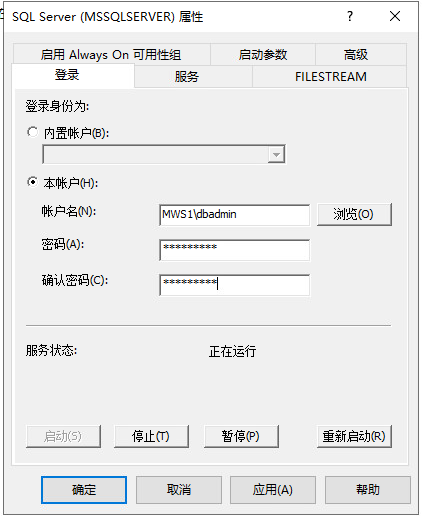 SQL Server (MSSQLSERVER) 属性
启用 Always On 可用性组 启动参数 高级
登录 服务 FILESTREAM
登录身份为:
内置帐户(B):
本帐户(H):
帐户名(N): MWS1\dbadmin 浏览(O)
密码(A): *********
确认密码(C): *********
服务状态: 正在运行
启动(S) 停止(T) 暂停(P) 重新启动(R)
确定 取消 应用(A) 帮助